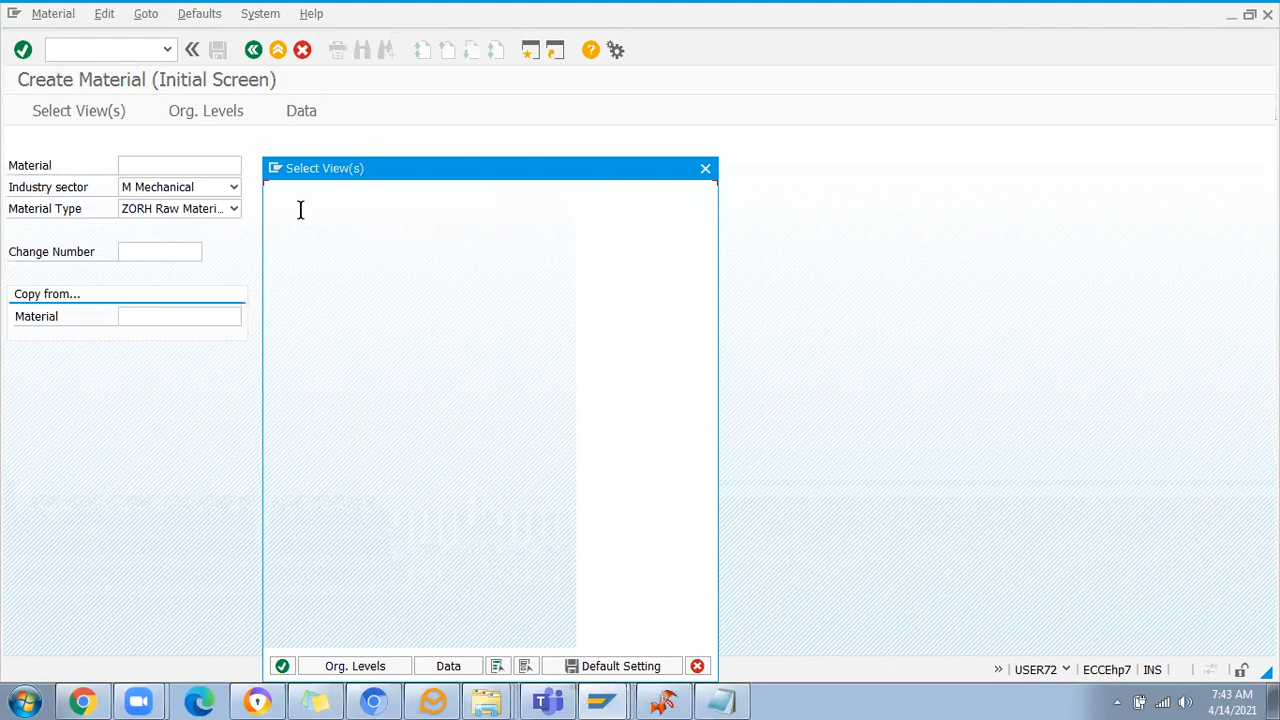 Material Edit Goto Defaults System Help
Create Material (Initial Screen)
Select View(s) Org. Levels Data
Material
Industry sector M Mechanical
Material Type ZORH Raw Materi...
Change Number
Copy from...
Material
Select View(s)
Org. Levels Data Default Setting
USER72 ECCEhp7 INS
7:43 AM
4/14/2021